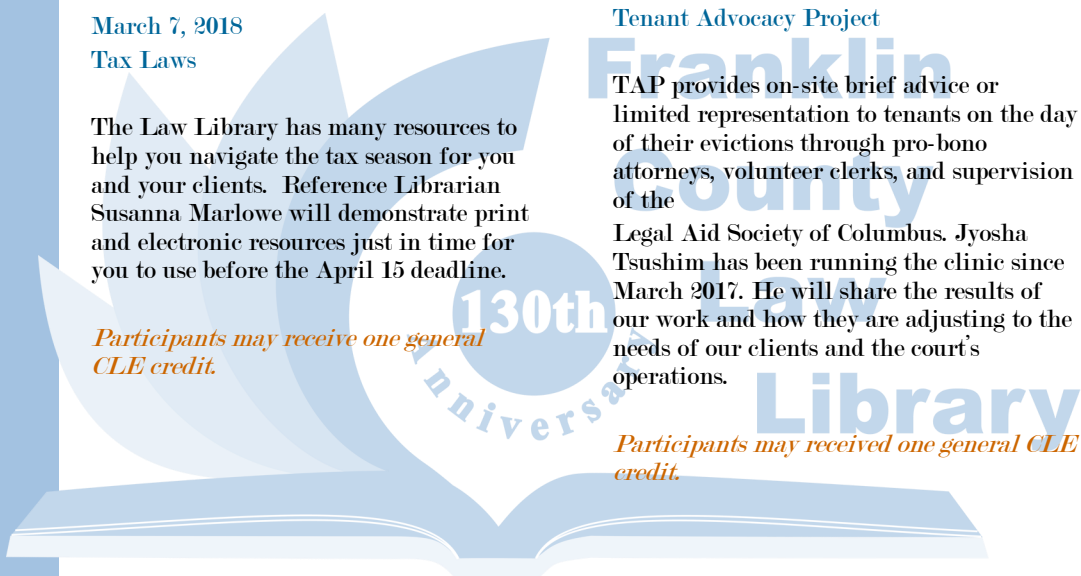 March 7, 2018
Tax Laws
The Law Library has many resources to
help you navigate the tax season for you
and your clients.  Reference Librarian
Susanna Marlowe will demonstrate print
and electronic resources just in time for
you to use before the April 15 deadline.
Participants may receive one general
CLE credit.
Tenant Advocacy Project
TAP provides on-site brief advice or
limited representation to tenants on the day
of their evictions through pro-bono
attorneys, volunteer clerks, and supervision
of the
Legal Aid Society of Columbus. Jyosha
Tsushim has been running the clinic since
March 2017. He will share the results of
our work and how they are adjusting to the
needs of our clients and the court's
operations.
Participants may received one general CLE
credit.
Franklin
County
Law
Library
130th
Anniversary